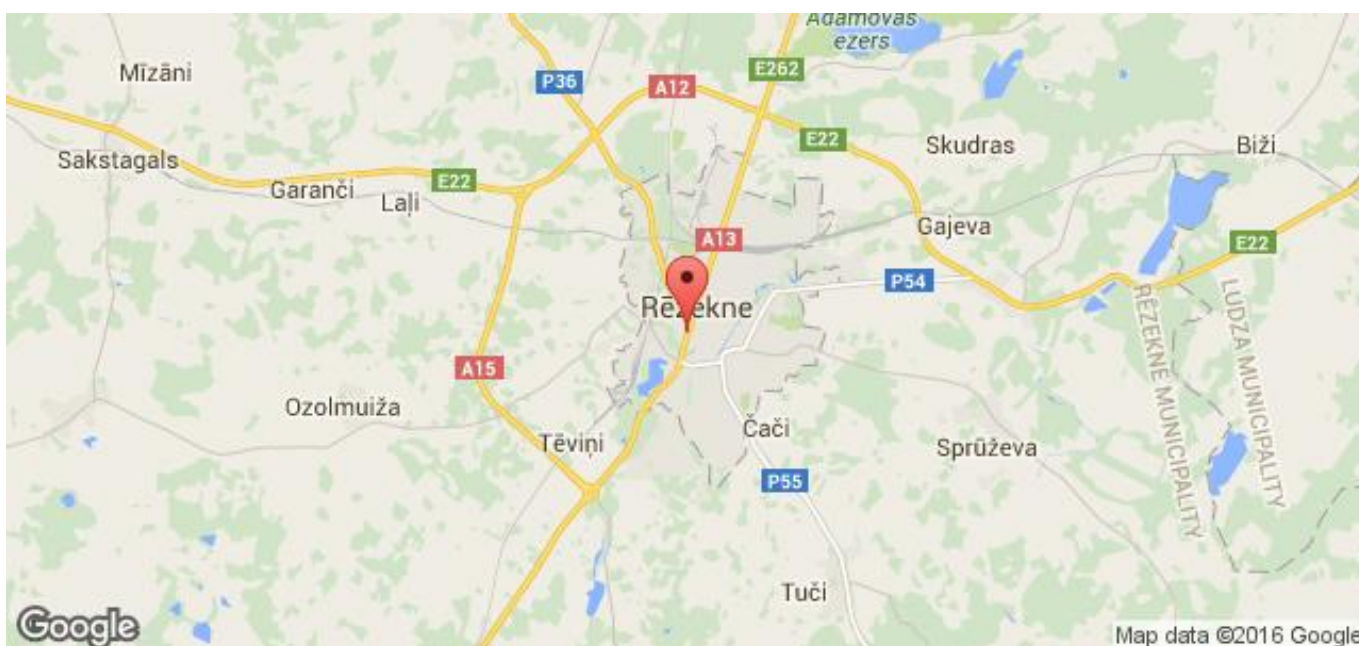 Adamovas
ezers
Mīzāni
P36
E262
A12
E22
Skudras
Biži
Sakstagals
Garanči
E22
Laļi
Gajeva
A13
E22
P54
Rēzekne
RĒZEKNE MUNICIPALITY
LUDZA MUNICIPALITY
A15
Ozolmuiža
Tēviņi
Čači
Sprūževa
P55
Tuči
Google
Map data ©2016 Google